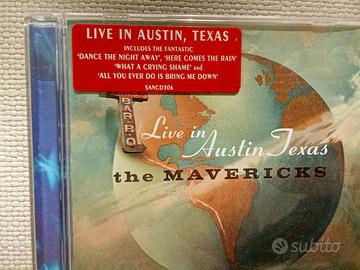 LIVE IN AUSTIN, TEXAS
INCLUDES THE FANTASTIC
'DANCE THE NIGHT AWAY', 'HERE COMES THE RAIN'
'WHAT A CRYING SHAME' and
'ALL YOU EVER DO IS BRING ME DOWN'
SANCD306
BAR-B-Q
Live in
Austin Texas
the MAVERICKS
subito